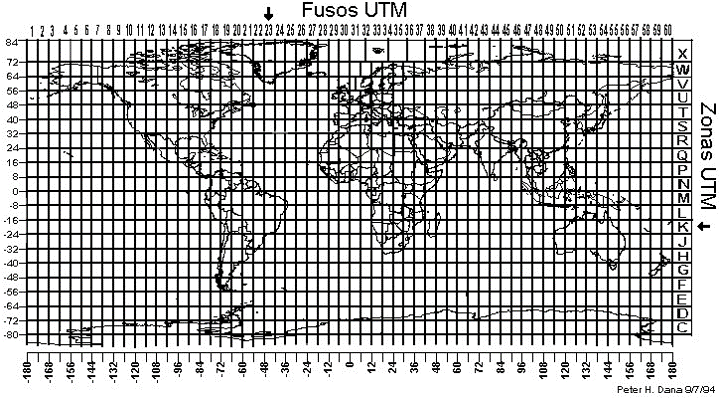 Fusos UTM
1 2 3 4 5 6 7 8 9 10 11 12 13 14 15 16 17 18 19 20 21 22 23 24 25 26 27 28 29 30 31 32 33 34 35 36 37 38 39 40 41 42 43 44 45 46 47 48 49 50 51 52 53 54 55 56 57 58 59 60
84
72
64
56
48
40
32
24
16
8
0
-8
-16
-24
-32
-40
-48
-56
-64
-72
-80
X
W
V
U
T
S
R
Q
P
N
M
L
K
J
H
G
F
E
D
C
Zonas UTM
-180 -168 -156 -144 -132 -120 -108 -96 -84 -72 -60 -48 -36 -24 -12 0 12 24 36 48 60 72 84 96 108 120 132 144 156 168 180
Peter H. Dana 9/7/94